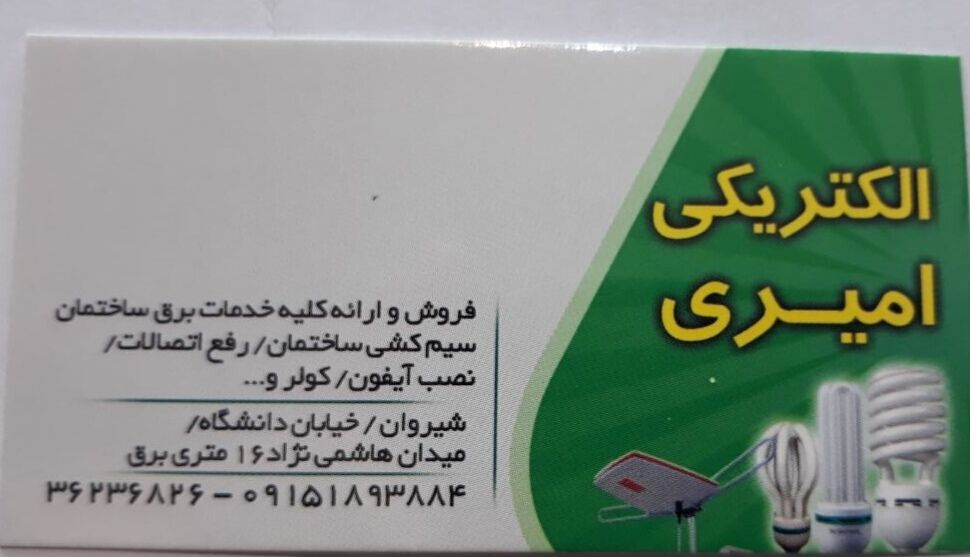 الکتریکی
امیری
فروش و ارائه کلیه خدمات برق ساختمان
سیم کشی ساختمان/ رفع اتصالات/
نصب آیفون/ کولر و...
شیروان / خیابان دانشگاه/
میدان هاشمی نژاد ۱۶ متری برق
۰۹۱۵۱۸۹۳۸۸۴ - ۳۶۲۳۶۸۲۶